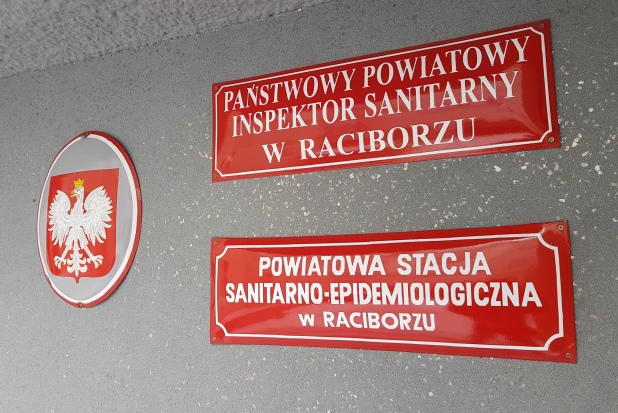 PAŃSTWOWY POWIATOWY
INSPEKTOR SANITARNY
W RACIBORZU
POWIATOWA STACJA
SANITARNO-EPIDEMIOLOGICZNA
W RACIBORZU